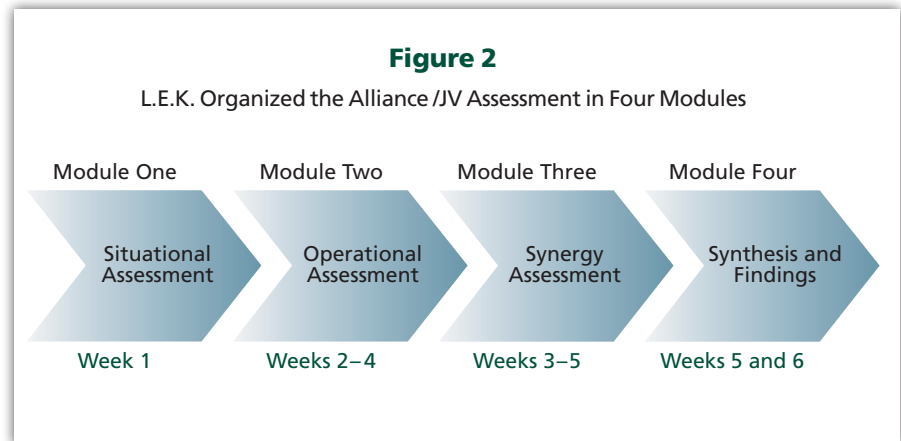 Figure 2
L.E.K. Organized the Alliance /JV Assessment in Four Modules
Module One
Situational
Assessment
Week 1
Module Two
Operational
Assessment
Weeks 2–4
Module Three
Synergy
Assessment
Weeks 3–5
Module Four
Synthesis and
Findings
Weeks 5 and 6